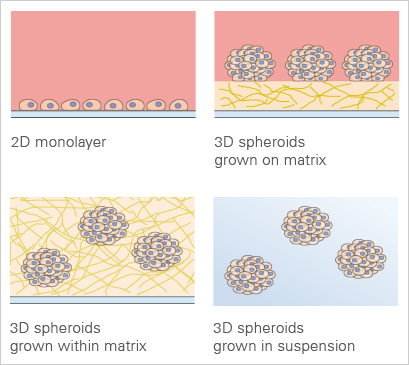 2D monolayer
3D spheroids
grown on matrix
3D spheroids
grown within matrix
3D spheroids
grown in suspension